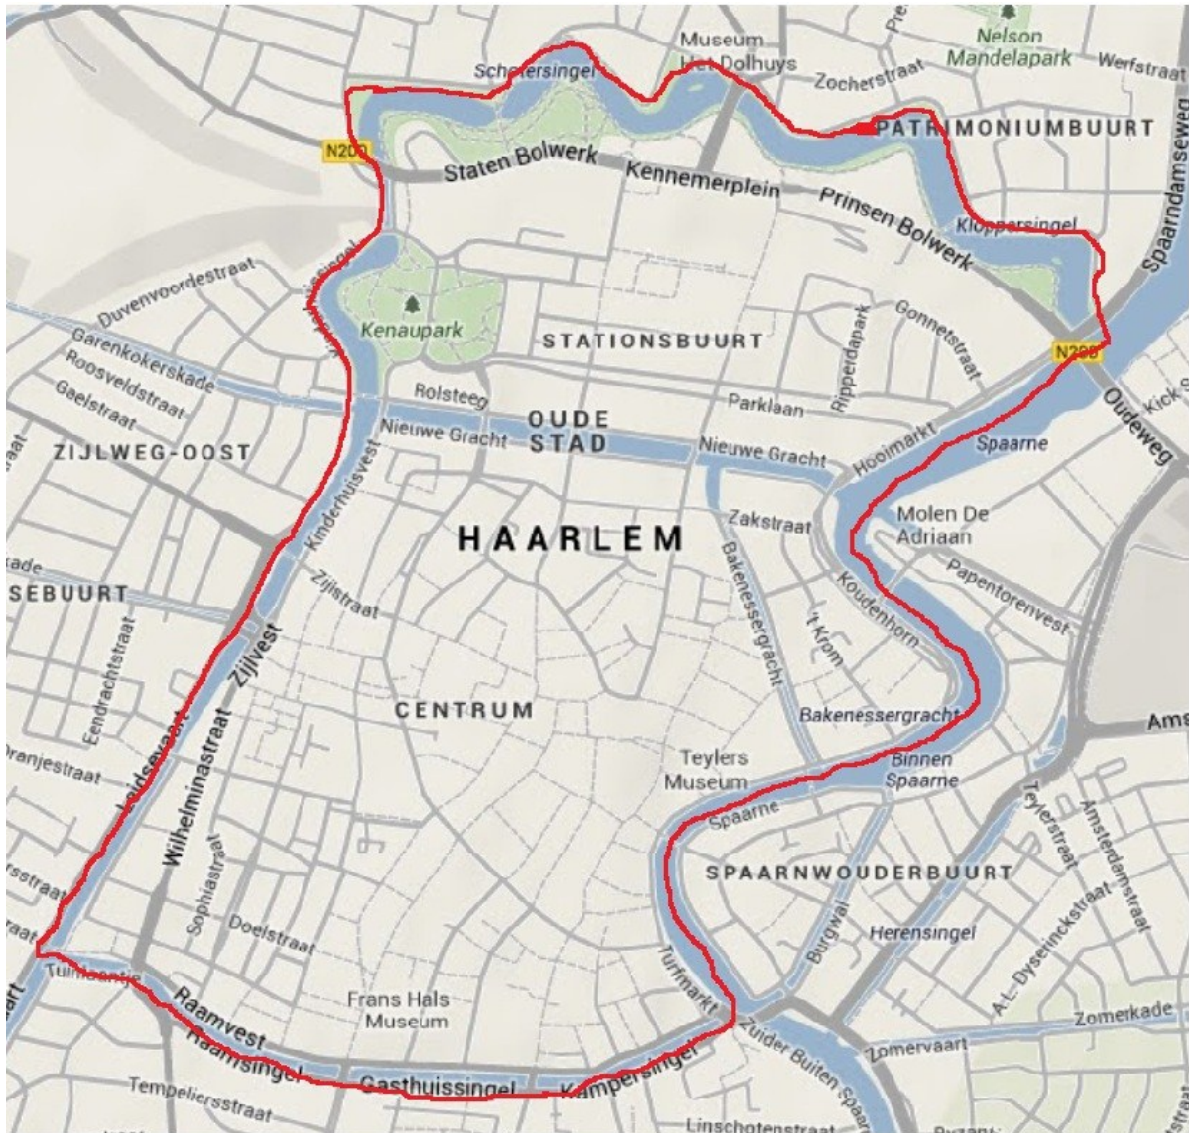 Nelson
Mandelapark
Museum
Het Dolhuys
Werfstraat
Schotersingel
Zocherstraat
PATRIMONIUMBUURT
Spaarndamseweg
Staten Bolwerk
Kennemerplein
Prinsen Bolwerk
Kloppersingel
Duvenvoordestraat
Kenaupark
Garenkokerskade
Roosveldstraat
Gaelstraat
STATIONSBUURT
Ripperdapark
Gonnetstraat
Rolsteeg
Parklaan
Oudeweg
OUDE
STAD
Nieuwe Gracht
Nieuwe Gracht
Hooimarkt
Spaarne
ZIJLWEG-OOST
Kinderhuisvest
HAARLEM
Zakstraat
Molen De
Adriaan
Papentorenvest
Bakenessergracht
Koudenhorn
't Krom
SEBUURT
Zijlstraat
Zijlvest
Eendrachtstraat
CENTRUM
Bakenessergracht
Leidsevaart
Wilhelminastraat
Teylers
Museum
Binnen
Spaarne
Spaarne
Teylerstraat
Amsterdamstraat
SPAARNWOUDERBUURT
Sophiastraat
Doelstraat
Burgwal
Herensingel
A.L.-Dyserinckstraat
Turfmarkt
Tuinlaantje
Raamvest
Raamsingel
Frans Hals
Museum
Gasthuissingel
Kampersingel
Zuider Buiten Spaar
Zomerkade
Zomervaart
Tempeliersstraat
Linschotenstraat